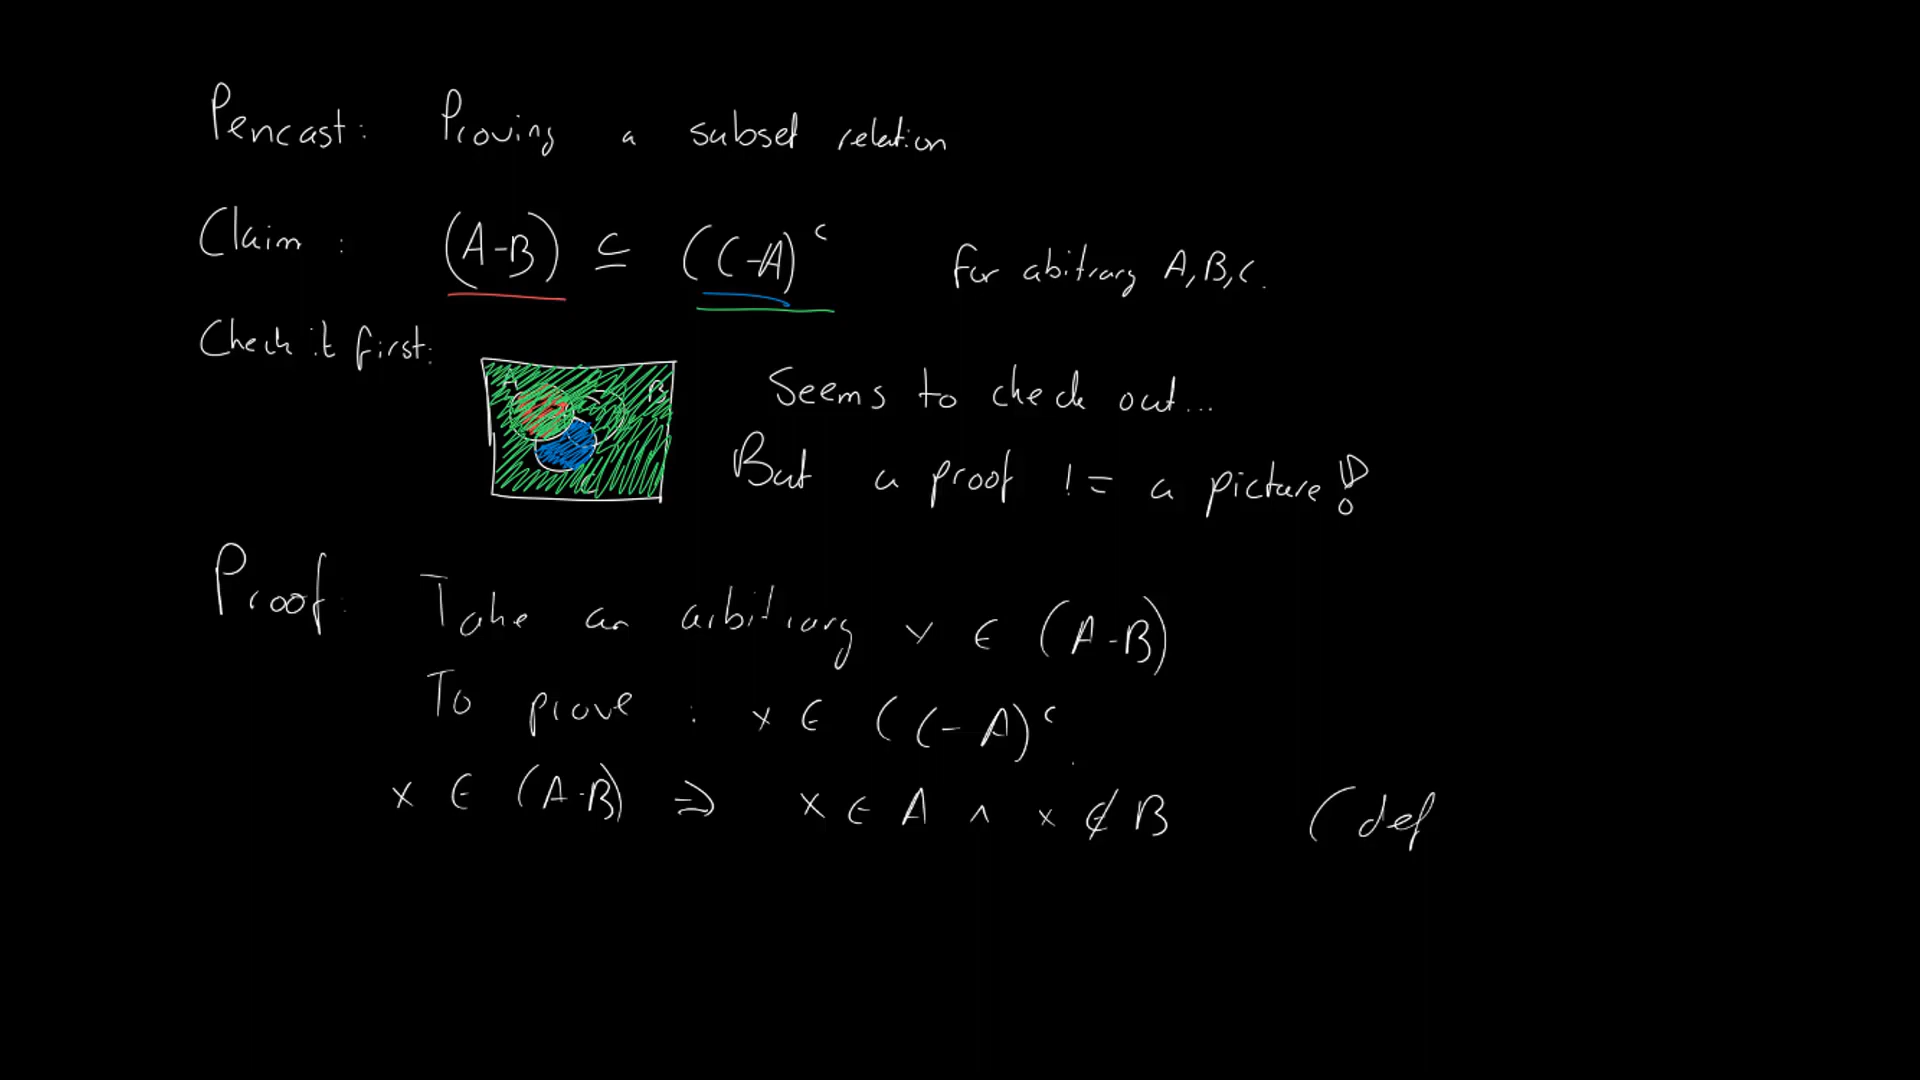 Pencast: Proving a subset relation
Claim: (A-B) ⊆ (C-A)ᶜ for abitrary A,B,C.
Check it first:
A B
C
Seems to check out...
But a proof != a picture!
Proof: Take an arbitrary x ∈ (A-B)
To prove: x ∈ (C-A)ᶜ.
x ∈ (A-B) ⇒ x ∈ A ∧ x ∉ B (def